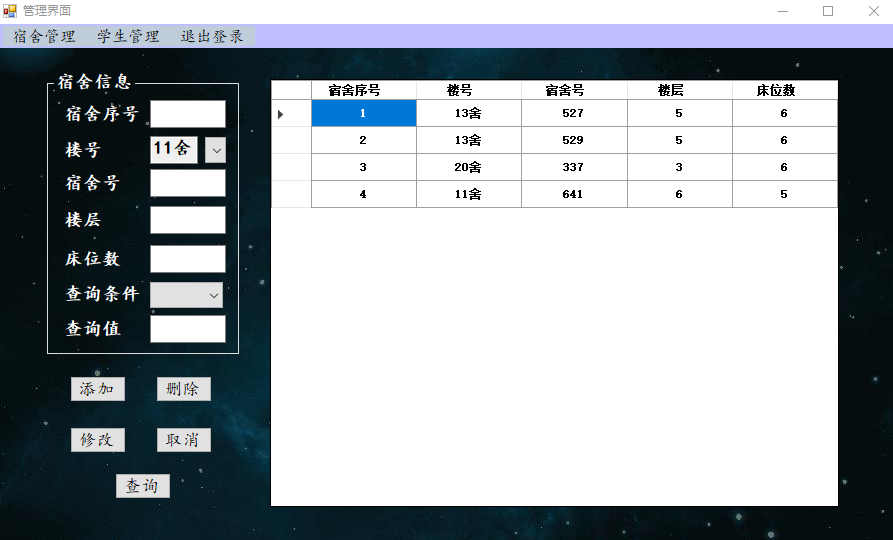 管理界面
宿舍管理 学生管理 退出登录
宿舍信息
宿舍序号
楼号 11舍
宿舍号
楼层
床位数
查询条件
查询值
添加 删除
修改 取消
查询
宿舍序号 楼号 宿舍号 楼层 床位数
1 13舍 527 5 6
2 13舍 529 5 6
3 20舍 337 3 6
4 11舍 641 6 5